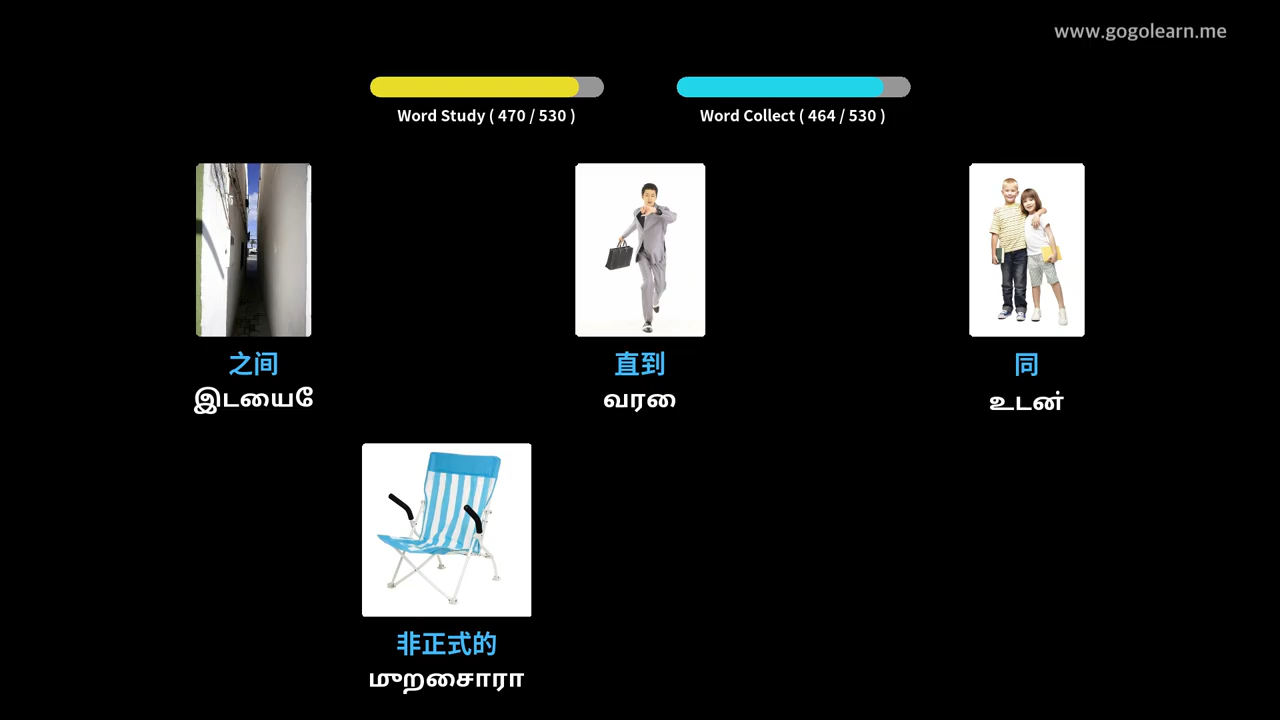 www.gogolearn.me
Word Study ( 470 / 530 )
Word Collect ( 464 / 530 )
之间
直到
同
இடையே
வரை
உடன்
非正式的
முறைசாரா